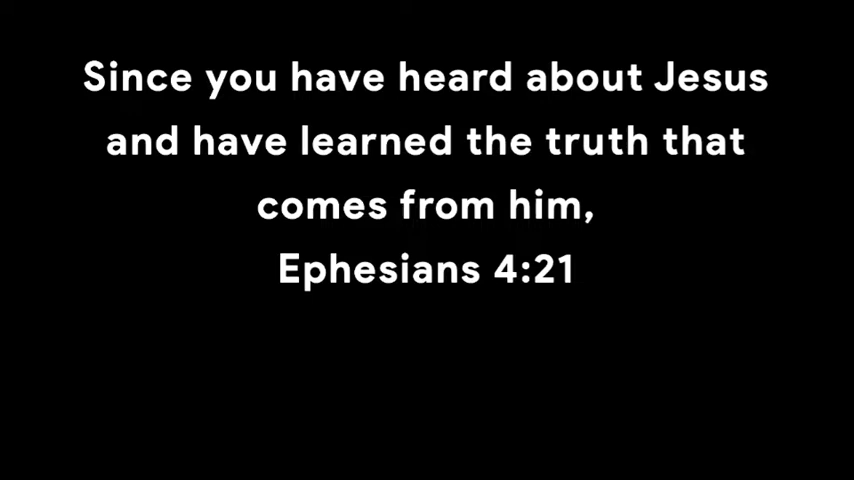 Since you have heard about Jesus
and have learned the truth that
comes from him,
Ephesians 4:21